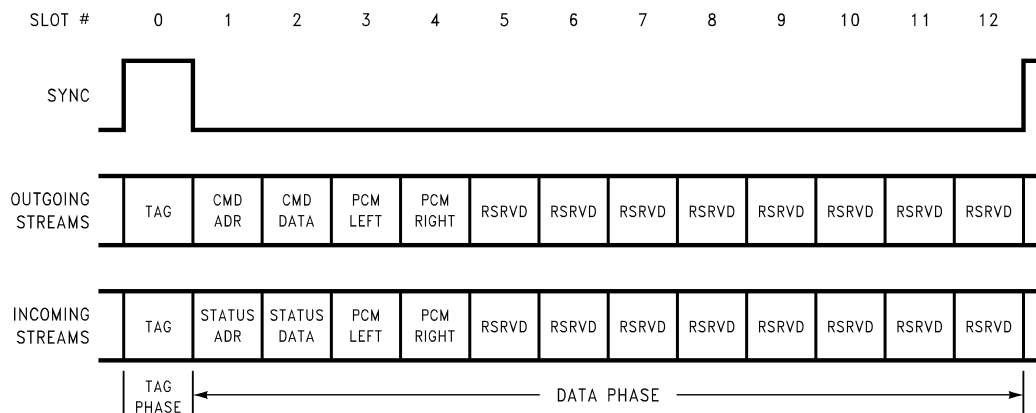 SLOT # 0 1 2 3 4 5 6 7 8 9 10 11 12
SYNC
OUTGOING STREAMS
TAG
CMD ADR
CMD DATA
PCM LEFT
PCM RIGHT
RSRVD RSRVD RSRVD RSRVD RSRVD RSRVD RSRVD RSRVD
INCOMING STREAMS
TAG
STATUS ADR
STATUS DATA
PCM LEFT
PCM RIGHT
RSRVD RSRVD RSRVD RSRVD RSRVD RSRVD RSRVD RSRVD
TAG PHASE
DATA PHASE